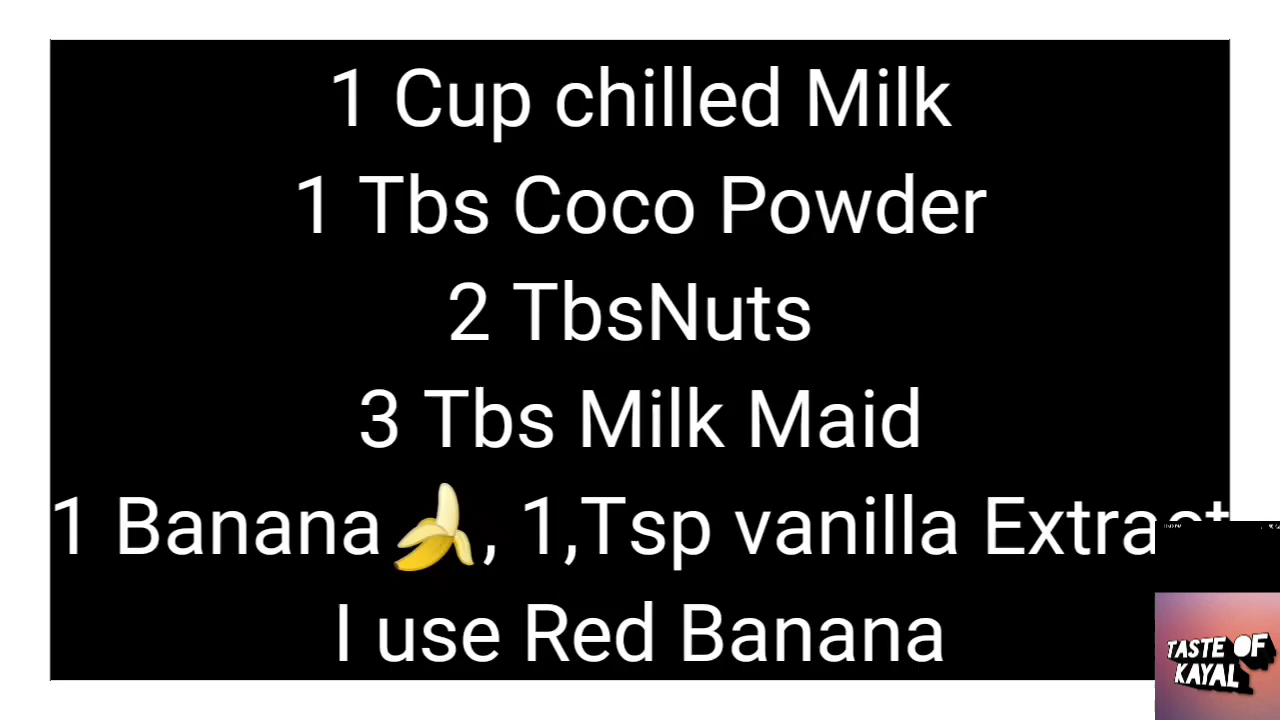 1 Cup chilled Milk
1 Tbs Coco Powder
2 TbsNuts
3 Tbs Milk Maid
1 Banana🍌, 1,Tsp vanilla Extract
I use Red Banana
TASTE OF
KAYAL